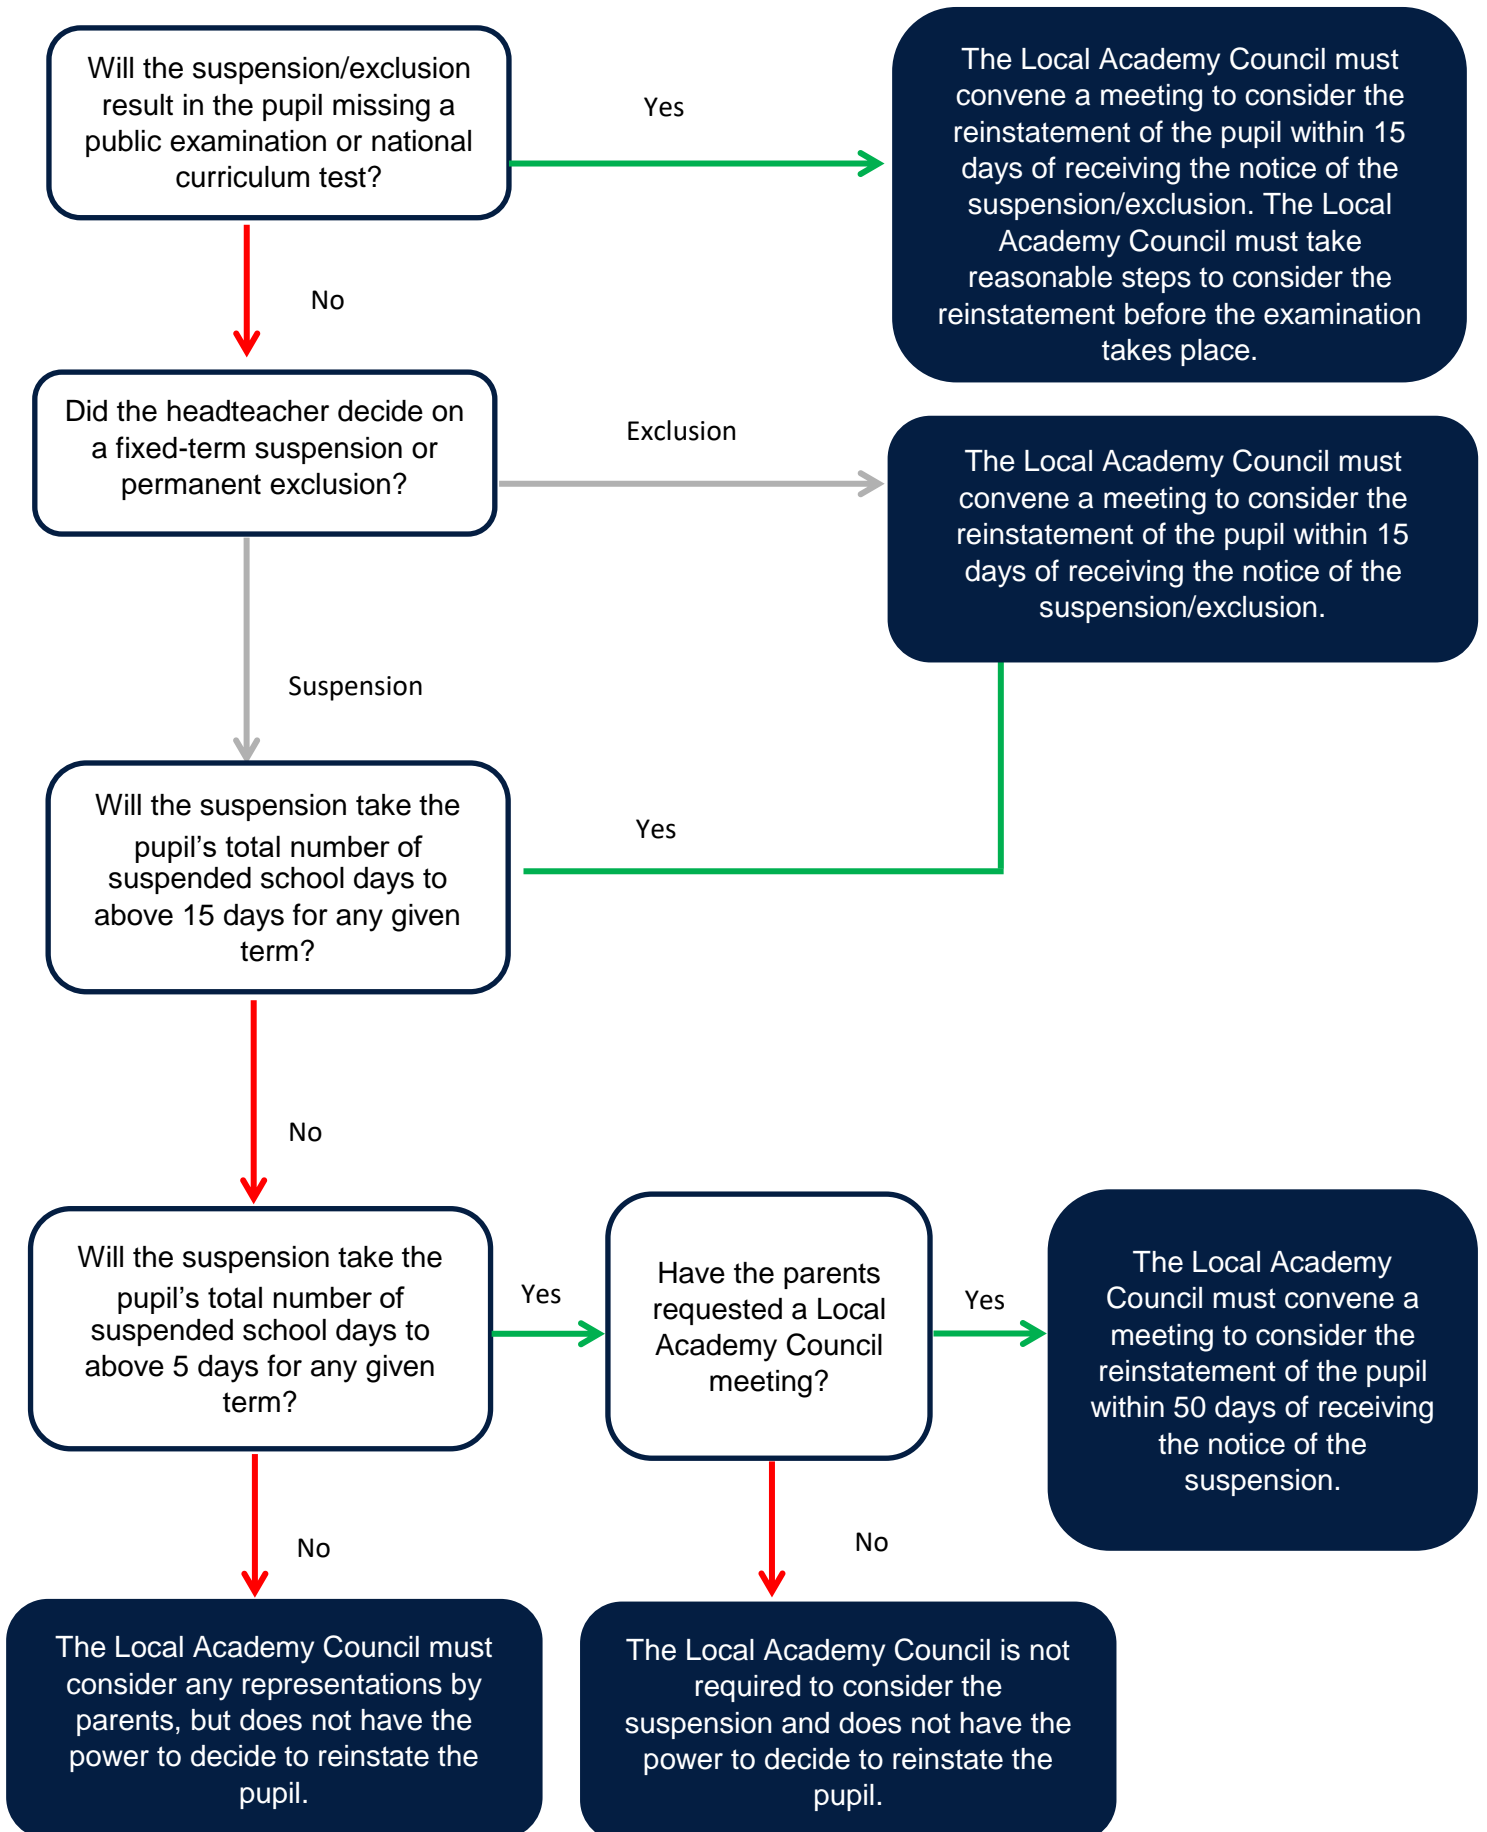 Will the suspension/exclusion
result in the pupil missing a
public examination or national
curriculum test?
Yes
The Local Academy Council must
convene a meeting to consider the
reinstatement of the pupil within 15
days of receiving the notice of the
suspension/exclusion. The Local
Academy Council must take
reasonable steps to consider the
reinstatement before the examination
takes place.
No
Did the headteacher decide on
a fixed-term suspension or
permanent exclusion?
Exclusion
The Local Academy Council must
convene a meeting to consider the
reinstatement of the pupil within 15
days of receiving the notice of the
suspension/exclusion.
Suspension
Will the suspension take the
pupil’s total number of
suspended school days to
above 15 days for any given
term?
Yes
No
Will the suspension take the
pupil’s total number of
suspended school days to
above 5 days for any given
term?
Yes
Have the parents
requested a Local
Academy Council
meeting?
Yes
The Local Academy
Council must convene a
meeting to consider the
reinstatement of the pupil
within 50 days of receiving
the notice of the
suspension.
No
No
The Local Academy Council must
consider any representations by
parents, but does not have the
power to decide to reinstate the
pupil.
The Local Academy Council is not
required to consider the
suspension and does not have the
power to decide to reinstate the
pupil.